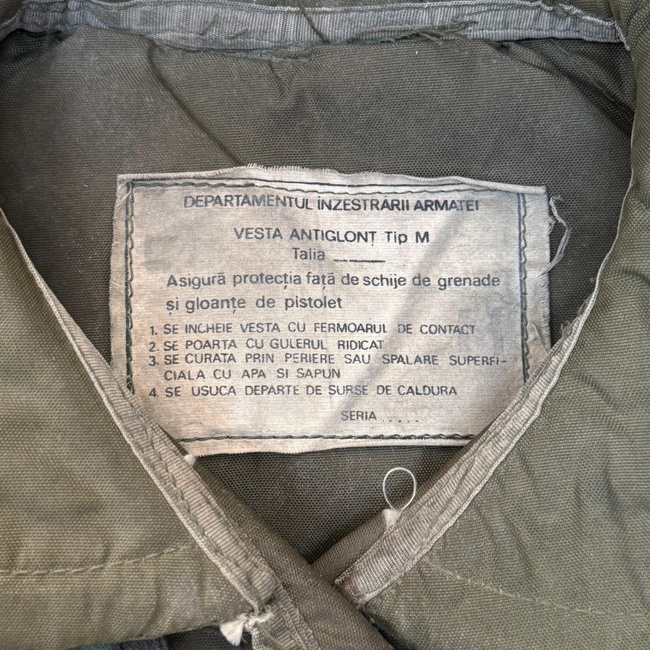 DEPARTAMENTUL INZESTRĂRII ARMATEI
VESTA ANTIGLONȚ Tip M
Talia ____
Asigură protecția față de schije de grenade
și gloanțe de pistolet
1. SE INCHEIE VESTA CU FERMOARUL DE CONTACT
2. SE POARTA CU GULERUL RIDICAT
3. SE CURATA PRIN PERIERE SAU SPALARE SUPERFI-
CIALA CU APA SI SAPUN
4. SE USUCA DEPARTE DE SURSE DE CALDURA
SERIA .....